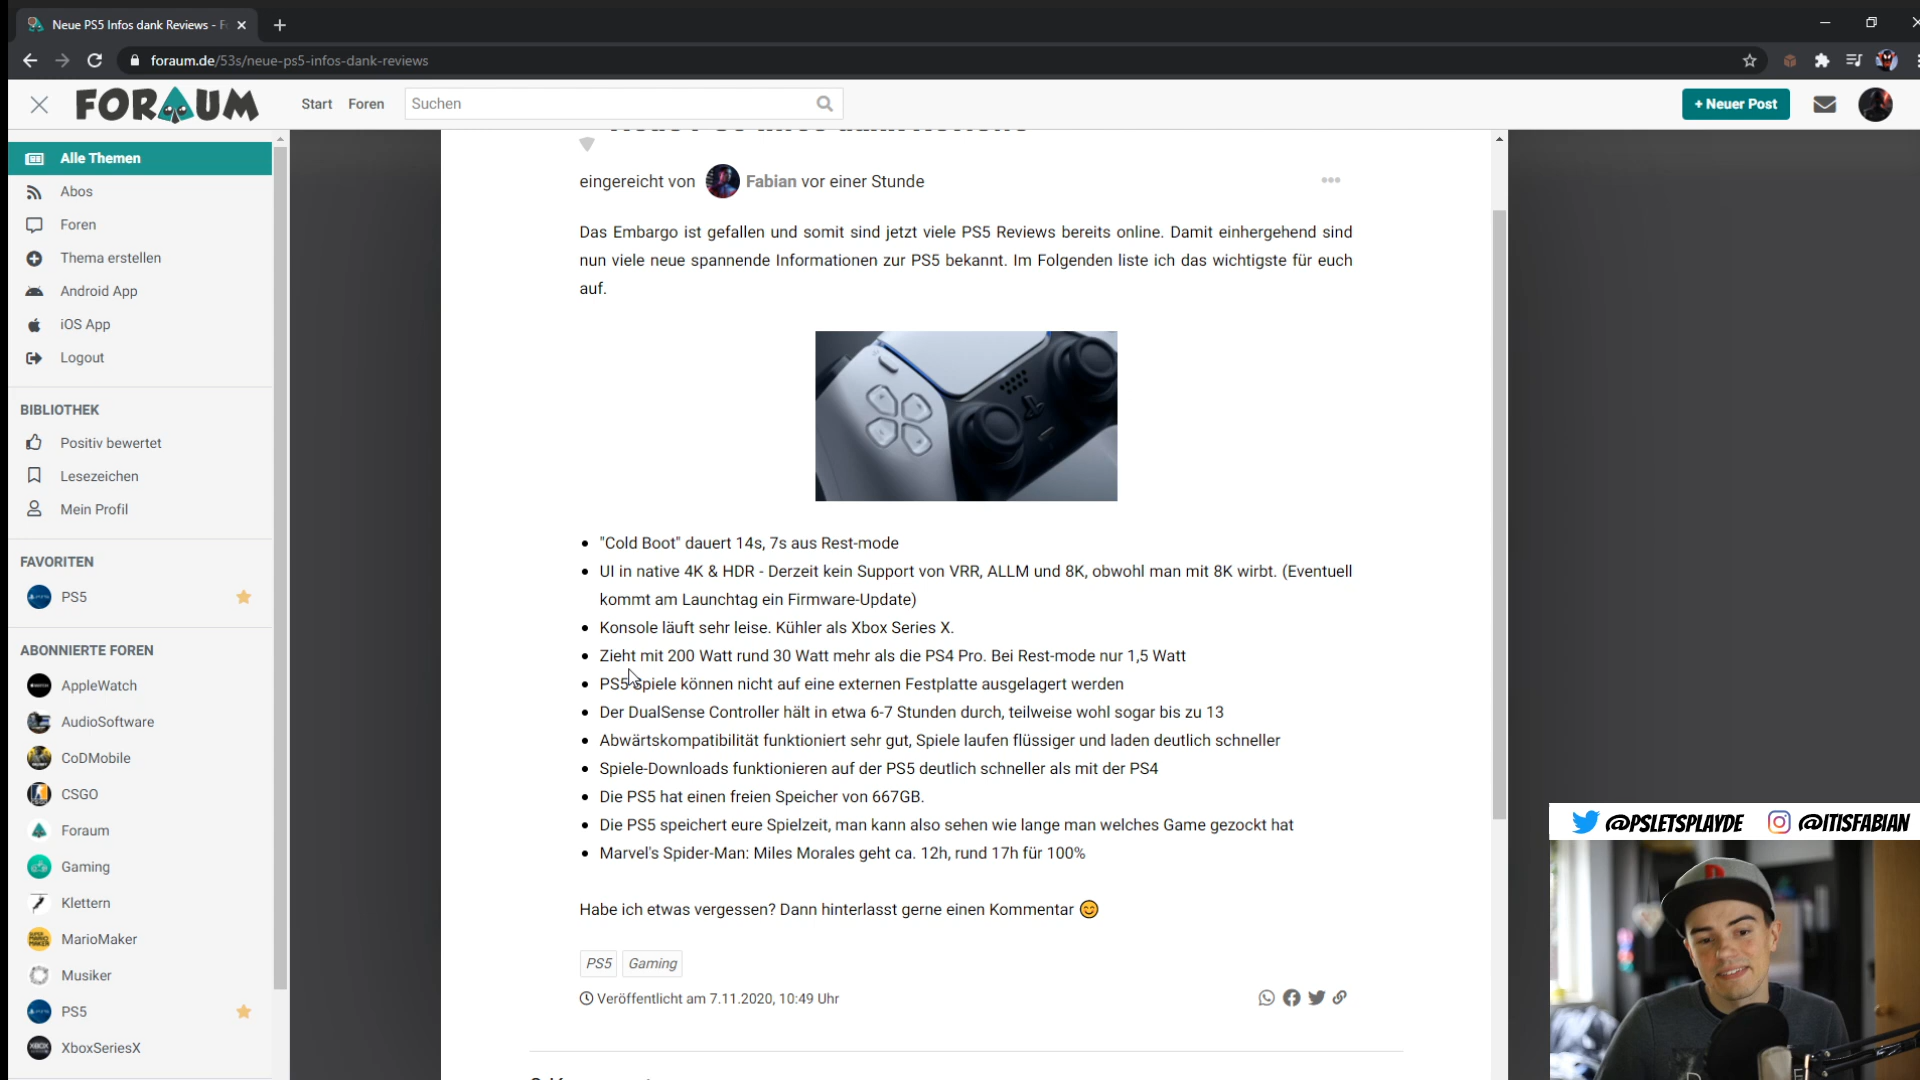 Neue PS5 Infos dank Reviews - F
foraum.de/53s/neue-ps5-infos-dank-reviews
FORAUM
Start
Foren
Suchen
+ Neuer Post
Alle Themen
Abos
Foren
Thema erstellen
Android App
iOS App
Logout
BIBLIOTHEK
Positiv bewertet
Lesezeichen
Mein Profil
FAVORITEN
PS5
ABONNIERTE FOREN
AppleWatch
AudioSoftware
CoDMobile
CSGO
Foraum
Gaming
Klettern
MarioMaker
Musiker
PS5
XboxSeriesX
eingereicht von Fabian vor einer Stunde
Das Embargo ist gefallen und somit sind jetzt viele PS5 Reviews bereits online. Damit einhergehend sind
nun viele neue spannende Informationen zur PS5 bekannt. Im Folgenden liste ich das wichtigste für euch
auf.
"Cold Boot" dauert 14s, 7s aus Rest-mode
UI in native 4K & HDR - Derzeit kein Support von VRR, ALLM und 8K, obwohl man mit 8K wirbt. (Eventuell
kommt am Launchtag ein Firmware-Update)
Konsole läuft sehr leise. Kühler als Xbox Series X.
Zieht mit 200 Watt rund 30 Watt mehr als die PS4 Pro. Bei Rest-mode nur 1,5 Watt
PS5 Spiele können nicht auf eine externen Festplatte ausgelagert werden
Der DualSense Controller hält in etwa 6-7 Stunden durch, teilweise wohl sogar bis zu 13
Abwärtskompatibilität funktioniert sehr gut, Spiele laufen flüssiger und laden deutlich schneller
Spiele-Downloads funktionieren auf der PS5 deutlich schneller als mit der PS4
Die PS5 hat einen freien Speicher von 667GB.
Die PS5 speichert eure Spielzeit, man kann also sehen wie lange man welches Game gezockt hat
Marvel's Spider-Man: Miles Morales geht ca. 12h, rund 17h für 100%
Habe ich etwas vergessen? Dann hinterlasst gerne einen Kommentar 😊
PS5
Gaming
Veröffentlicht am 7.11.2020, 10:49 Uhr
@PSLETSPLAYDE
@ITISFABIAN